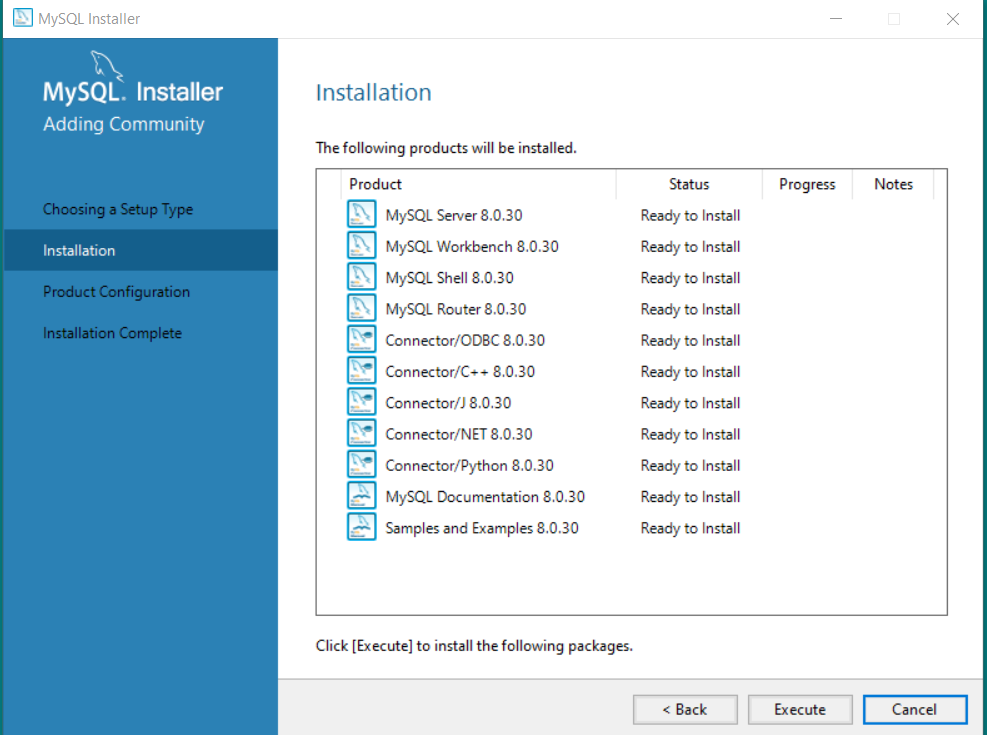 MySQL Installer
MySQL. Installer
Adding Community
Choosing a Setup Type
Installation
Product Configuration
Installation Complete
Installation
The following products will be installed.
Product Status Progress Notes
MySQL Server 8.0.30 Ready to Install
MySQL Workbench 8.0.30 Ready to Install
MySQL Shell 8.0.30 Ready to Install
MySQL Router 8.0.30 Ready to Install
Connector/ODBC 8.0.30 Ready to Install
Connector/C++ 8.0.30 Ready to Install
Connector/J 8.0.30 Ready to Install
Connector/NET 8.0.30 Ready to Install
Connector/Python 8.0.30 Ready to Install
MySQL Documentation 8.0.30 Ready to Install
Samples and Examples 8.0.30 Ready to Install
Click [Execute] to install the following packages.
< Back Execute Cancel